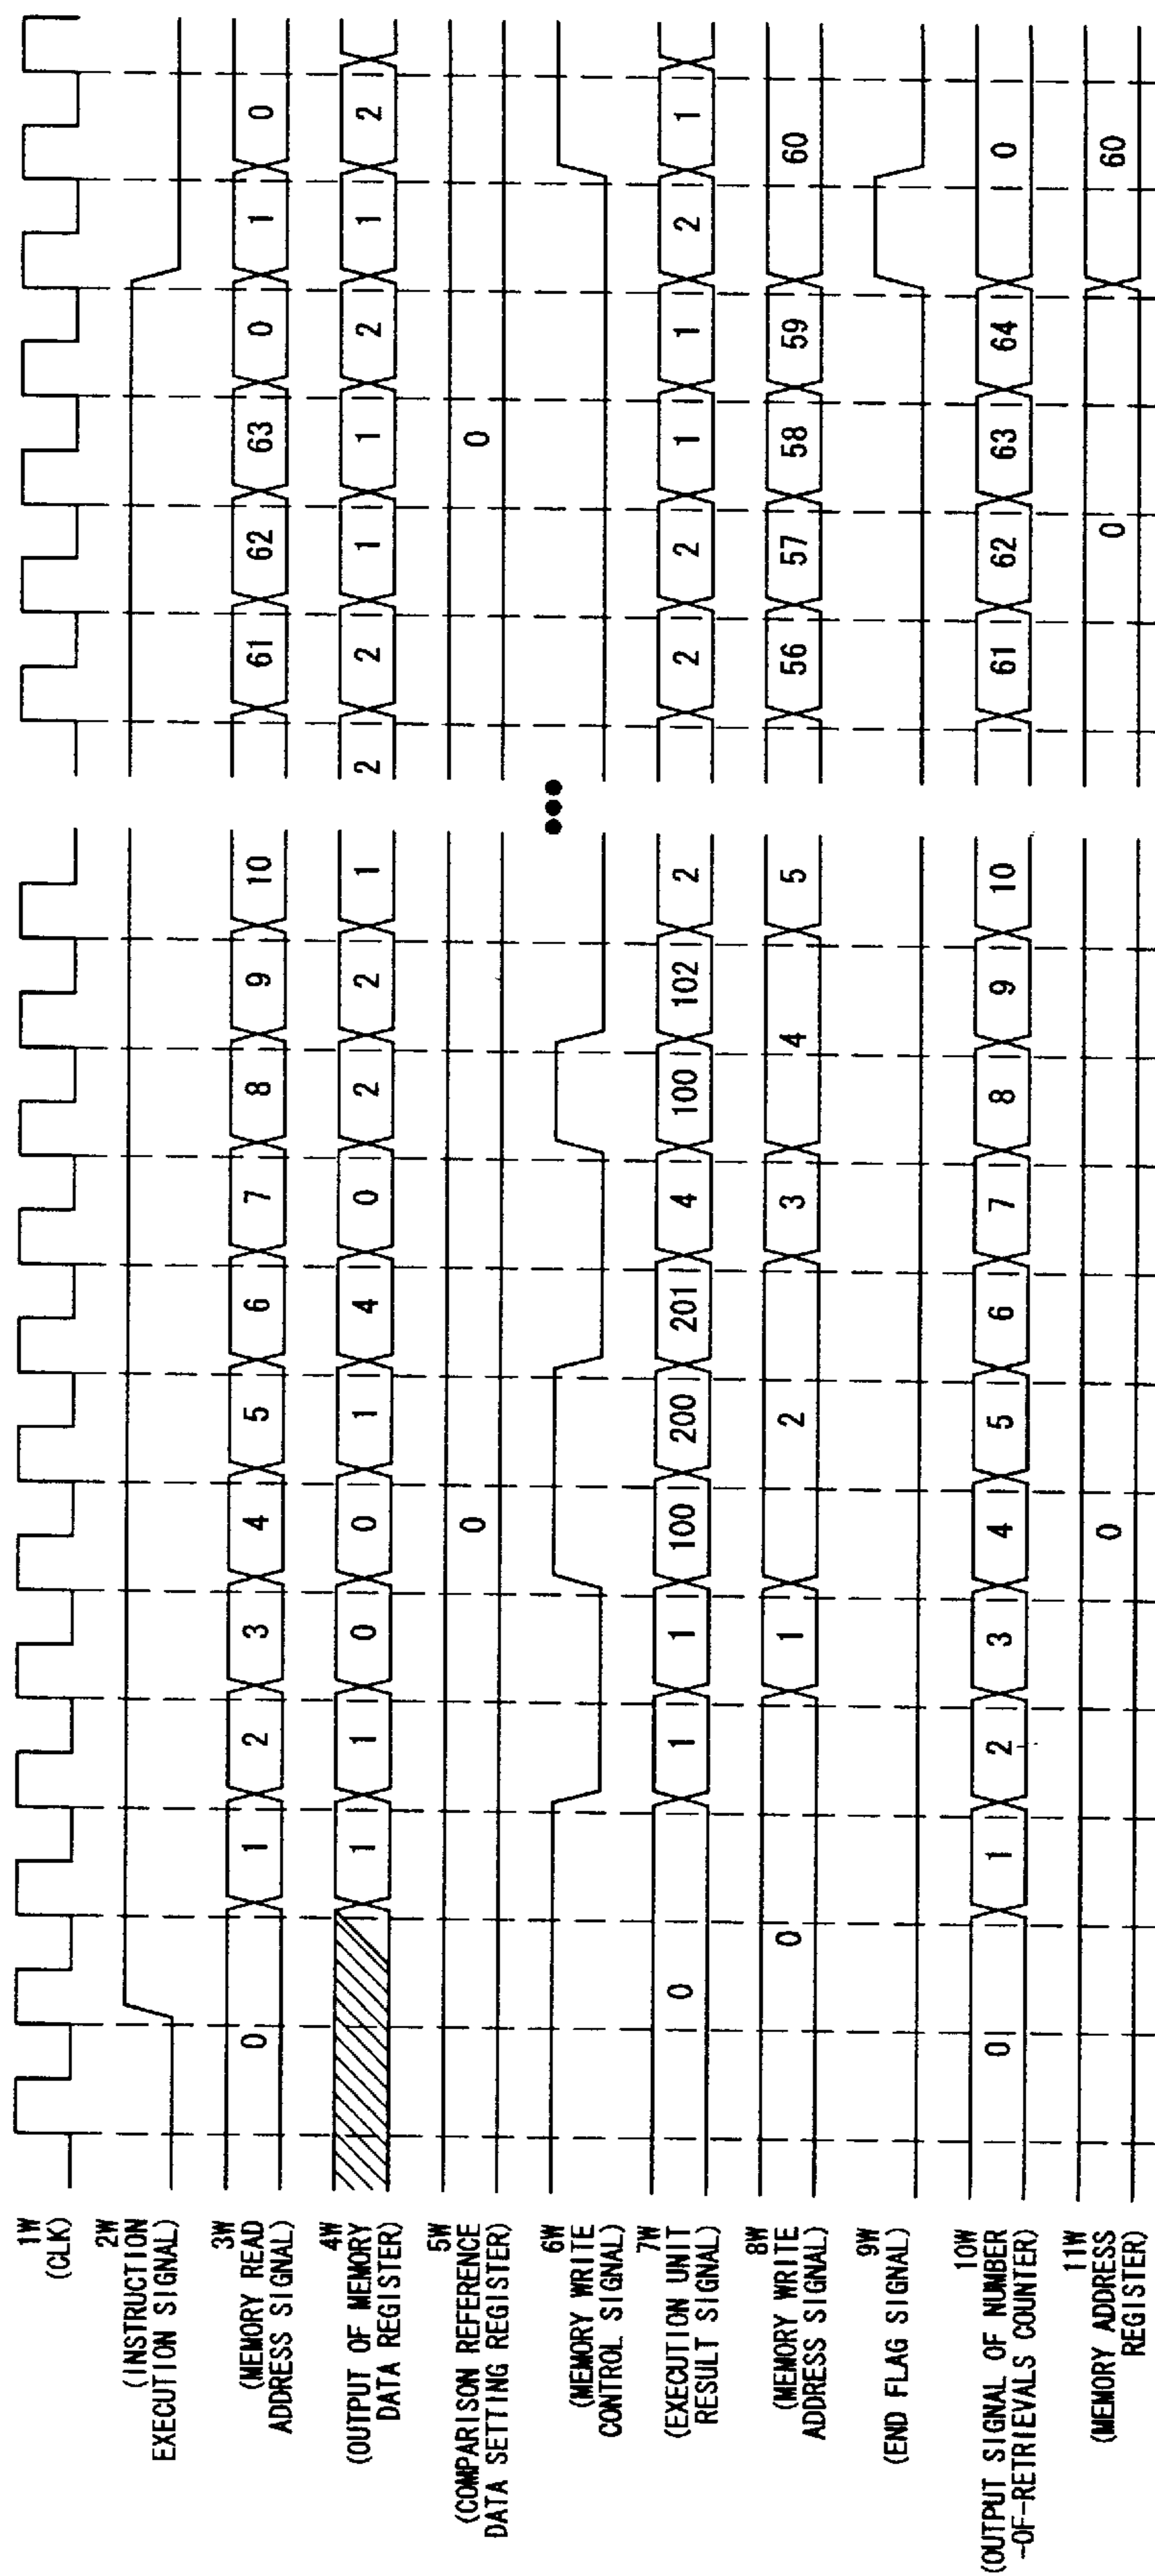 1W
(CLK)
2W
(INSTRUCTION
EXECUTION SIGNAL)
3W
(MEMORY READ
ADDRESS SIGNAL)
0 1 2 3 4 5 6 7 8 9 10 61 62 63 0 1 0
4W
(OUTPUT OF MEMORY
DATA REGISTER)
1 1 0 0 1 4 0 2 2 1 2 2 1 1 2 1 2
5W
(COMPARISON REFERENCE
DATA SETTING REGISTER)
0 0
6W
(MEMORY WRITE
CONTROL SIGNAL)
7W
(EXECUTION UNIT
RESULT SIGNAL)
0 1 1 100 200 201 4 100 102 2 2 2 1 1 2 1
8W
(MEMORY WRITE
ADDRESS SIGNAL)
0 1 2 3 4 5 56 57 58 59 60
9W
(END FLAG SIGNAL)
10W
(OUTPUT SIGNAL OF NUMBER
-OF-RETRIEVALS COUNTER)
0 1 2 3 4 5 6 7 8 9 10 61 62 63 64 0
11W
(MEMORY ADDRESS
REGISTER)
0 0 60